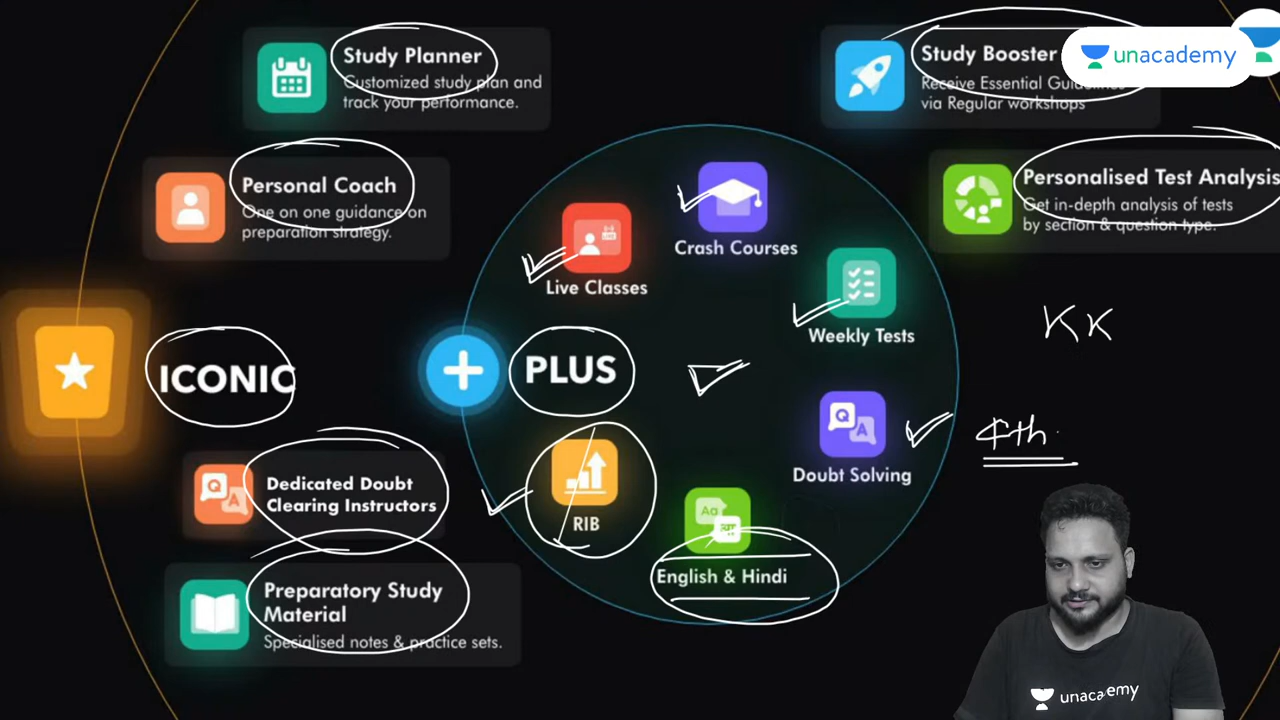 Study Planner
Customized study plan and
track your performance.
Study Booster
Receive Essential Guidelines
via Regular workshops
unacademy
Personal Coach
One on one guidance on
preparation strategy.
Personalised Test Analysis
Get in-depth analysis of tests
by section & question type.
Crash Courses
Live Classes
Weekly Tests
KK
ICONIC
PLUS
Q
A
Doubt Solving
4th
Q
A
Dedicated Doubt
Clearing Instructors
RIB
Aa
English & Hindi
Preparatory Study
Material
Specialised notes & practice sets.
unacademy